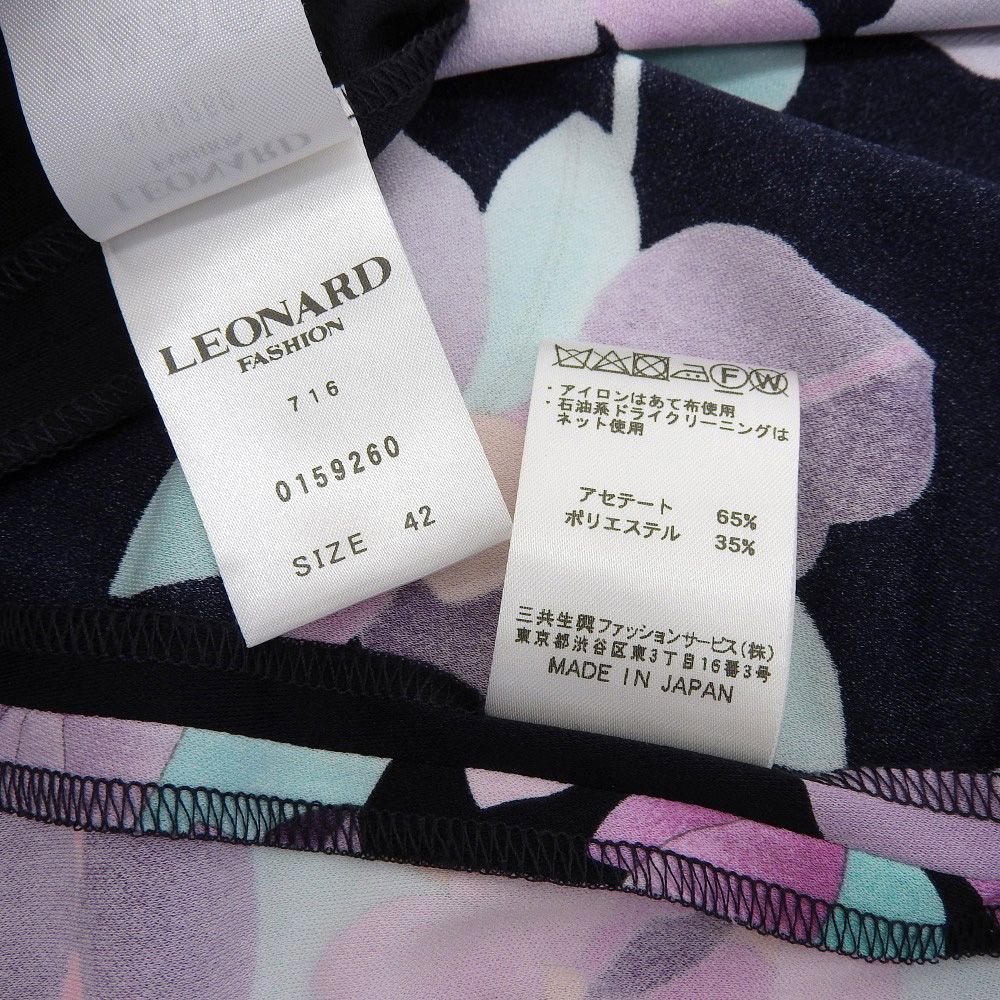 LEONARD
FASHION
716
0159260
SIZE 42
F W
・アイロンはあて布使用
・石油系ドライクリーニングは
ネット使用
アセテート 65%
ポリエステル 35%
三共生興ファッションサービス(株)
東京都渋谷区東3丁目16番3号
MADE IN JAPAN